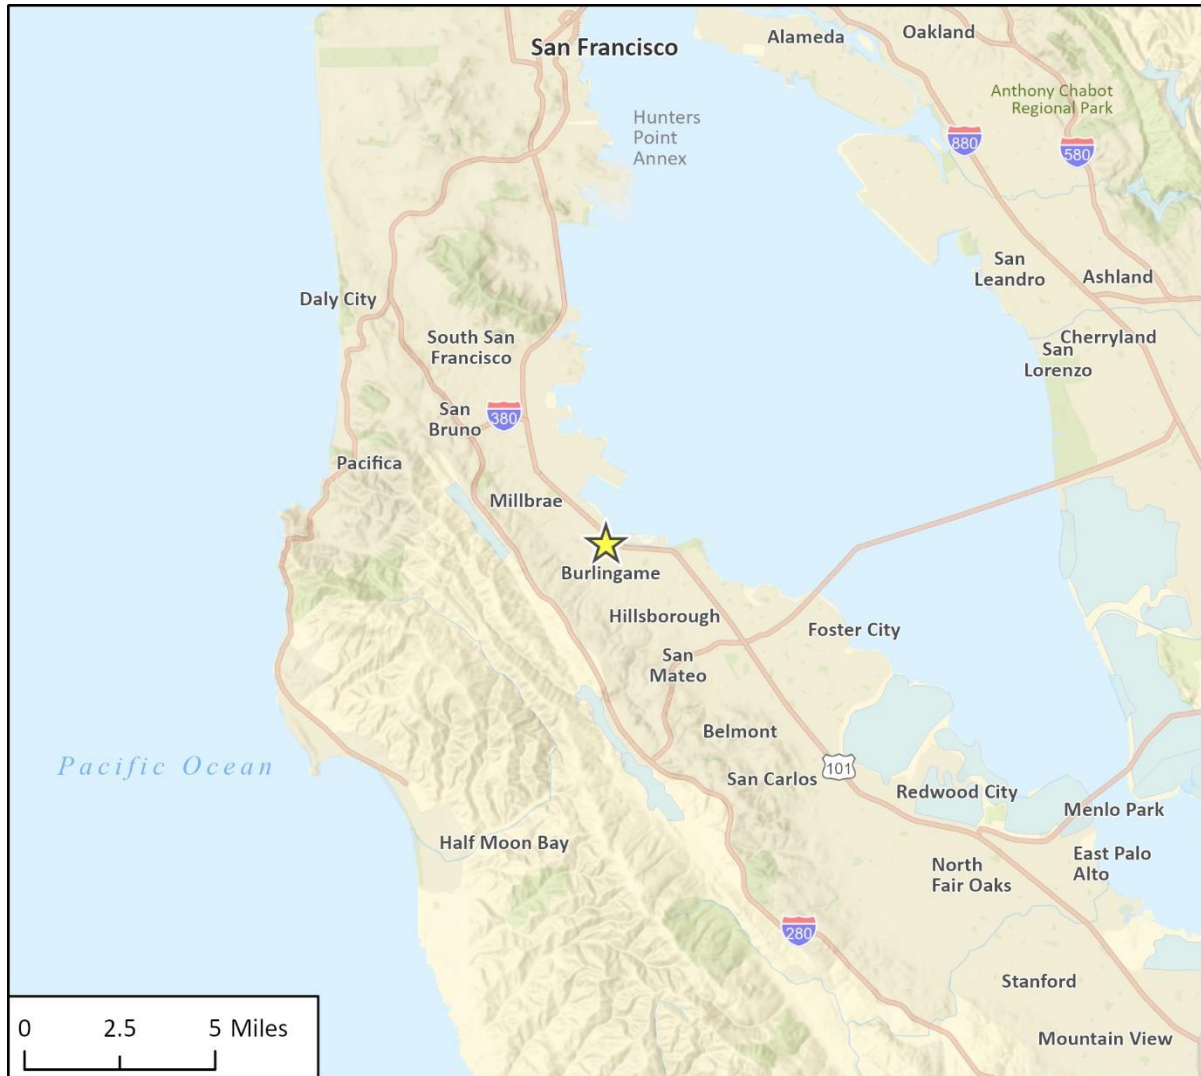 San Francisco
Alameda
Oakland
Anthony Chabot
Regional Park
Hunters
Point
Annex
880
580
San
Leandro
Ashland
Daly City
South San
Francisco
Cherryland
San
Lorenzo
San
Bruno
380
Pacifica
Millbrae
Burlingame
Hillsborough
Foster City
San
Mateo
Belmont
Pacific Ocean
San Carlos
101
Redwood City
Menlo Park
Half Moon Bay
East Palo
Alto
North
Fair Oaks
280
Stanford
0 2.5 5 Miles
Mountain View